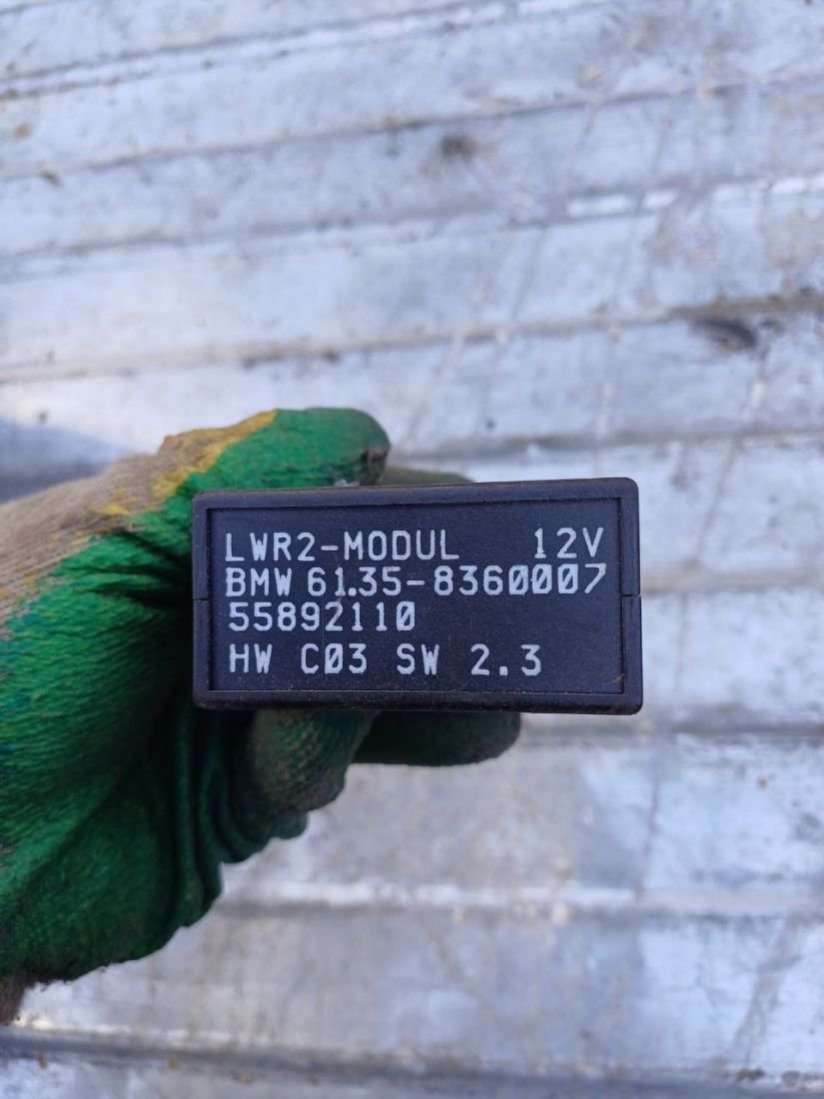 LWR2-MODUL 12V
BMW 61.35-8360007
55892110
HW C03 SW 2.3